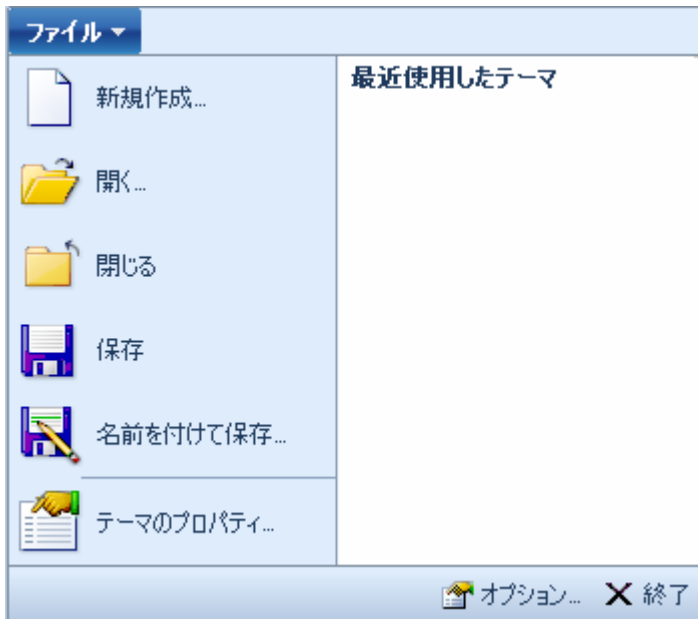 ファイル
新規作成...
最近使用したテーマ
開く...
閉じる
保存
名前を付けて保存...
テーマのプロパティ...
オプション... 終了